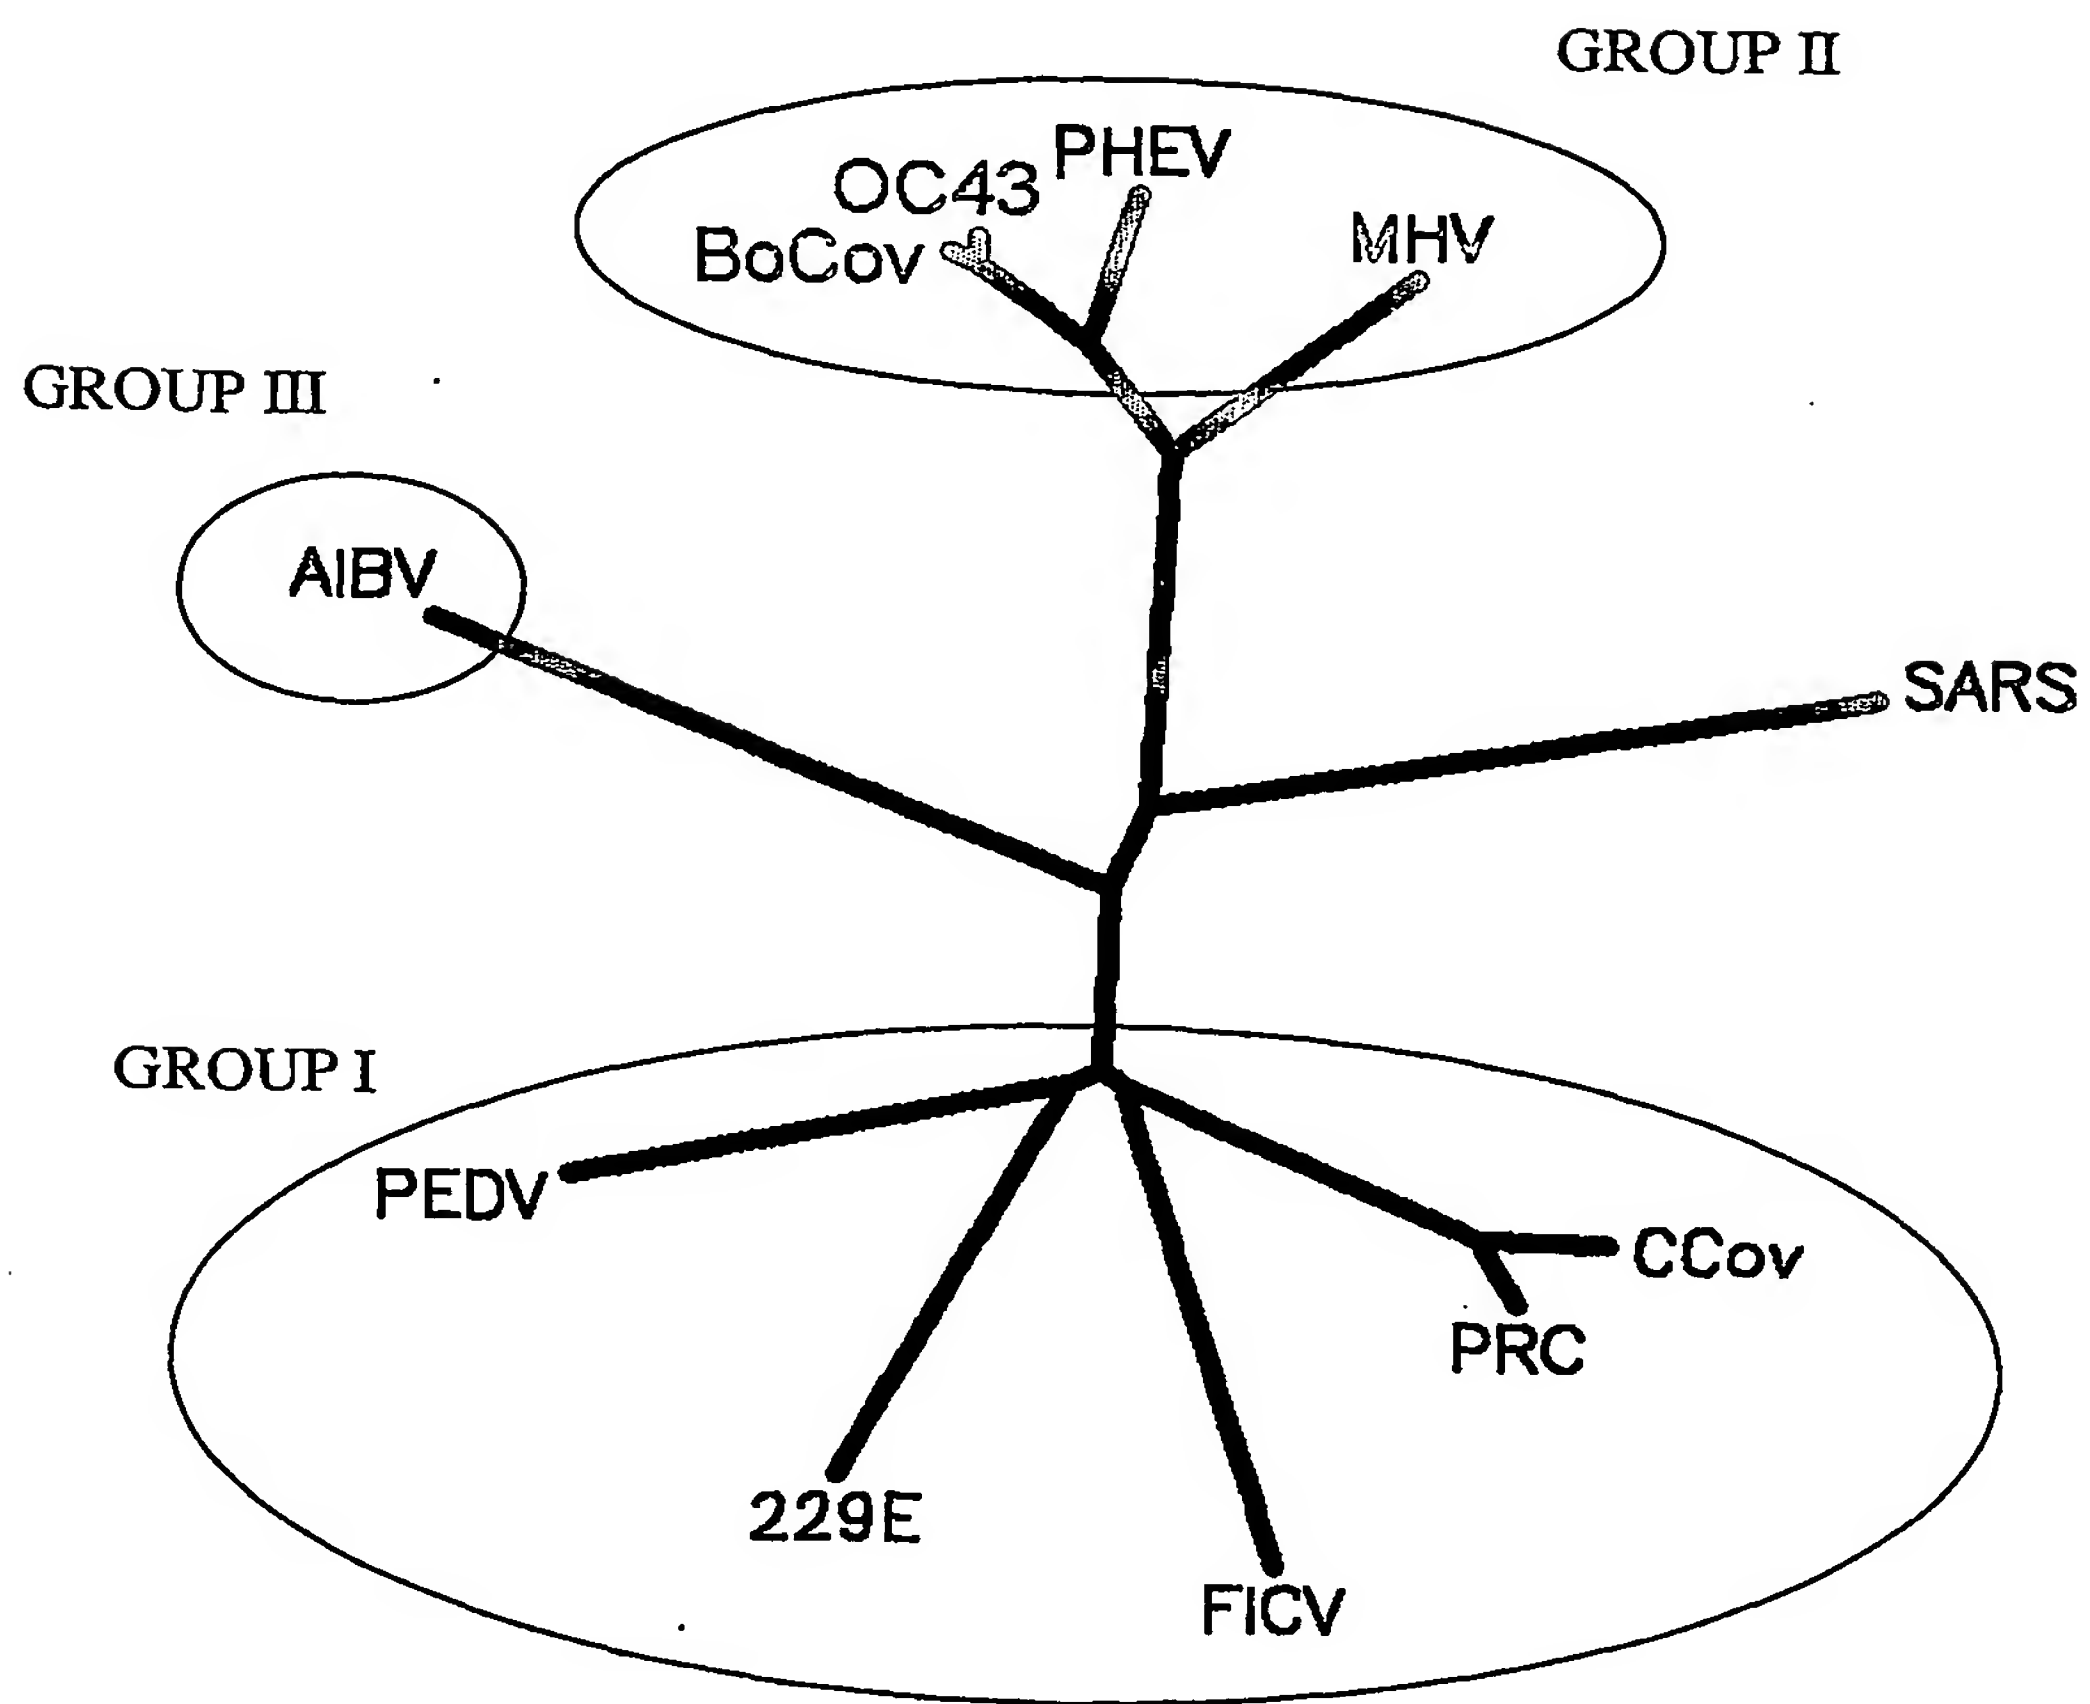 GROUP II
PHEV
OC43
MHV
BoCov
GROUP III
AIBV
SARS
GROUP I
PEDV
CCov
PRC
229E
FICV